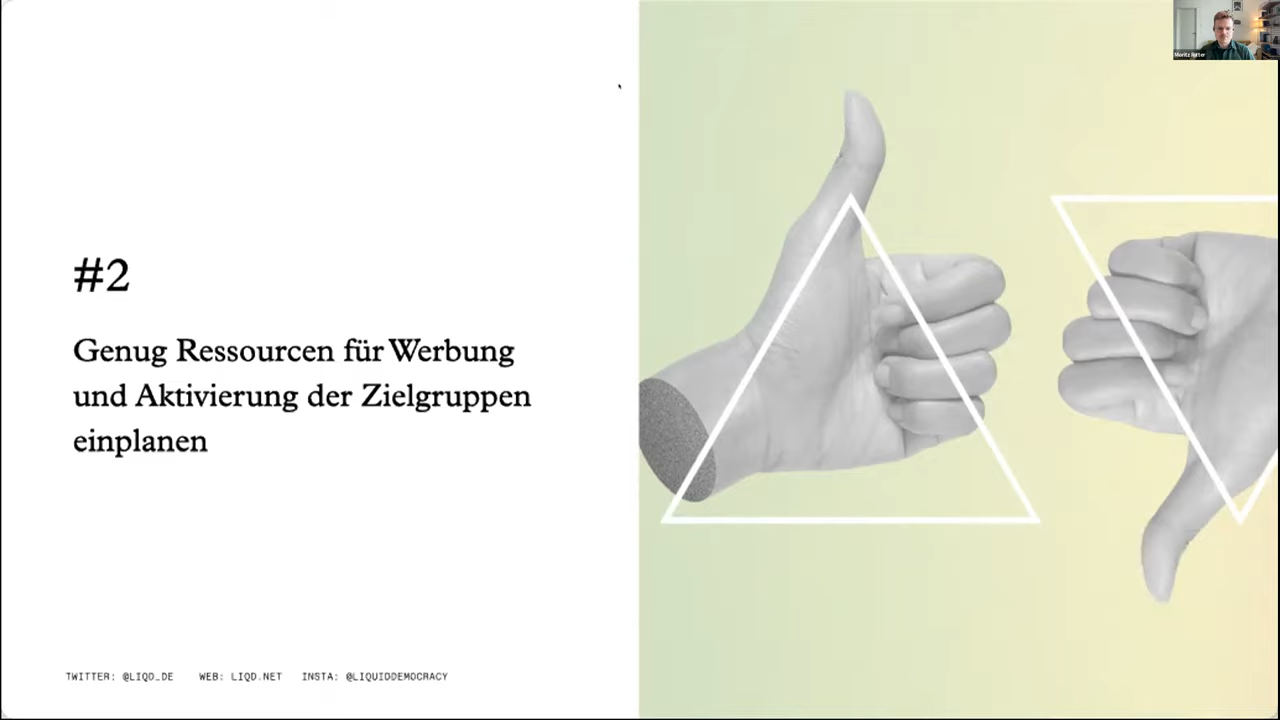 #2
Genug Ressourcen für Werbung
und Aktivierung der Zielgruppen
einplanen
TWITTER: @LIQD_DE WEB: LIQD.NET INSTA: @LIQUIDDEMOCRACY
Moritz Ritter